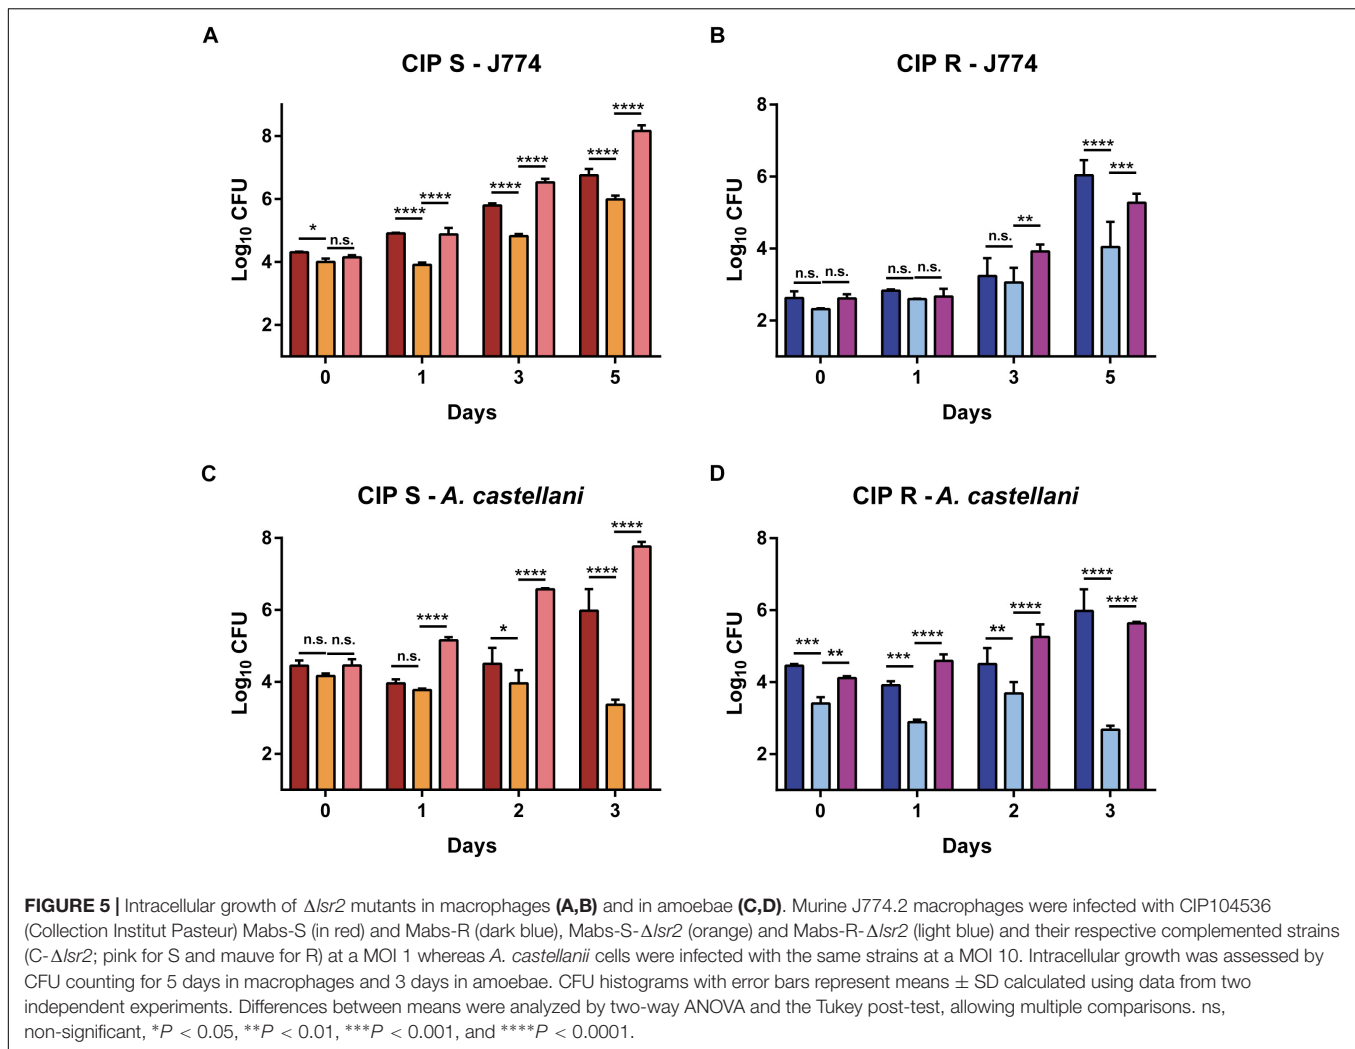 A
CIP S - J774
Log10 CFU
8
6
4
2
* n.s.
**** ****
**** ****
**** ****
0 1 3 5
Days
B
CIP R - J774
Log10 CFU
8
6
4
2
n.s. n.s.
n.s. n.s.
n.s. **
**** ***
0 1 3 5
Days
C
CIP S - A. castellani
Log10 CFU
8
6
4
2
n.s. n.s.
n.s. ****
* ****
**** ****
0 1 2 3
Days
D
CIP R - A. castellani
Log10 CFU
8
6
4
2
*** **
*** ****
** ****
**** ****
0 1 2 3
Days
FIGURE 5 | Intracellular growth of Δlsr2 mutants in macrophages (A,B) and in amoebae (C,D). Murine J774.2 macrophages were infected with CIP104536
(Collection Institut Pasteur) Mabs-S (in red) and Mabs-R (dark blue), Mabs-S-Δlsr2 (orange) and Mabs-R-Δlsr2 (light blue) and their respective complemented strains
(C-Δlsr2; pink for S and mauve for R) at a MOI 1 whereas A. castellanii cells were infected with the same strains at a MOI 10. Intracellular growth was assessed by
CFU counting for 5 days in macrophages and 3 days in amoebae. CFU histograms with error bars represent means ± SD calculated using data from two
independent experiments. Differences between means were analyzed by two-way ANOVA and the Tukey post-test, allowing multiple comparisons. ns,
non-significant, *P < 0.05, **P < 0.01, ***P < 0.001, and ****P < 0.0001.